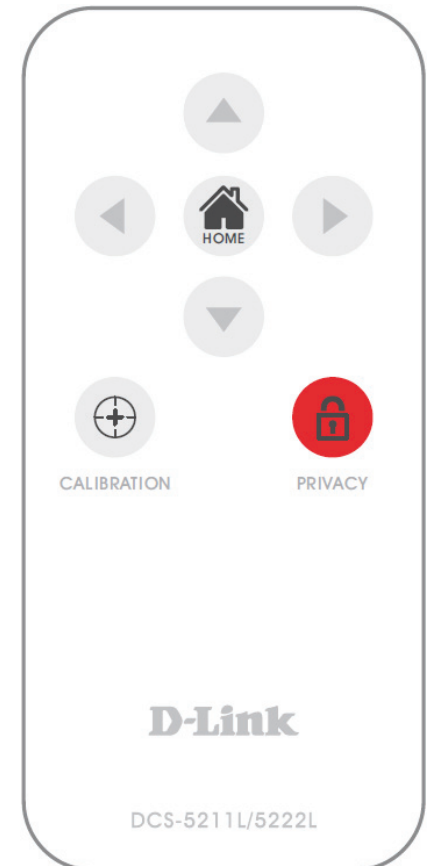 HOME
CALIBRATION
PRIVACY
D-Link
DCS-5211L/5222L